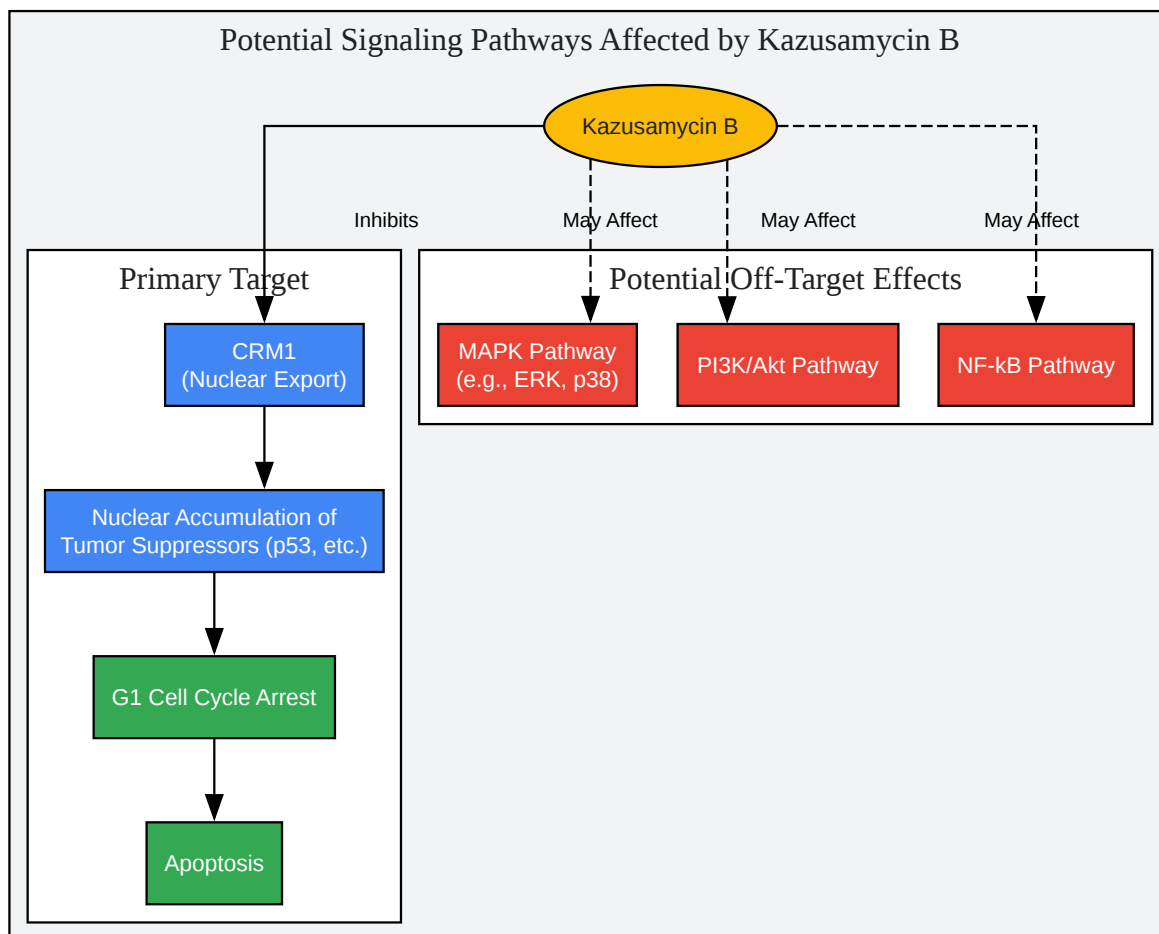 Potential Signaling Pathways Affected by Kazusamycin B
Kazusamycin B
Inhibits
May Affect
May Affect
May Affect
Primary Target
Potential Off-Target Effects
CRM1
(Nuclear Export)
MAPK Pathway
(e.g., ERK, p38)
PI3K/Akt Pathway
NF-kB Pathway
Nuclear Accumulation of
Tumor Suppressors (p53, etc.)
G1 Cell Cycle Arrest
Apoptosis